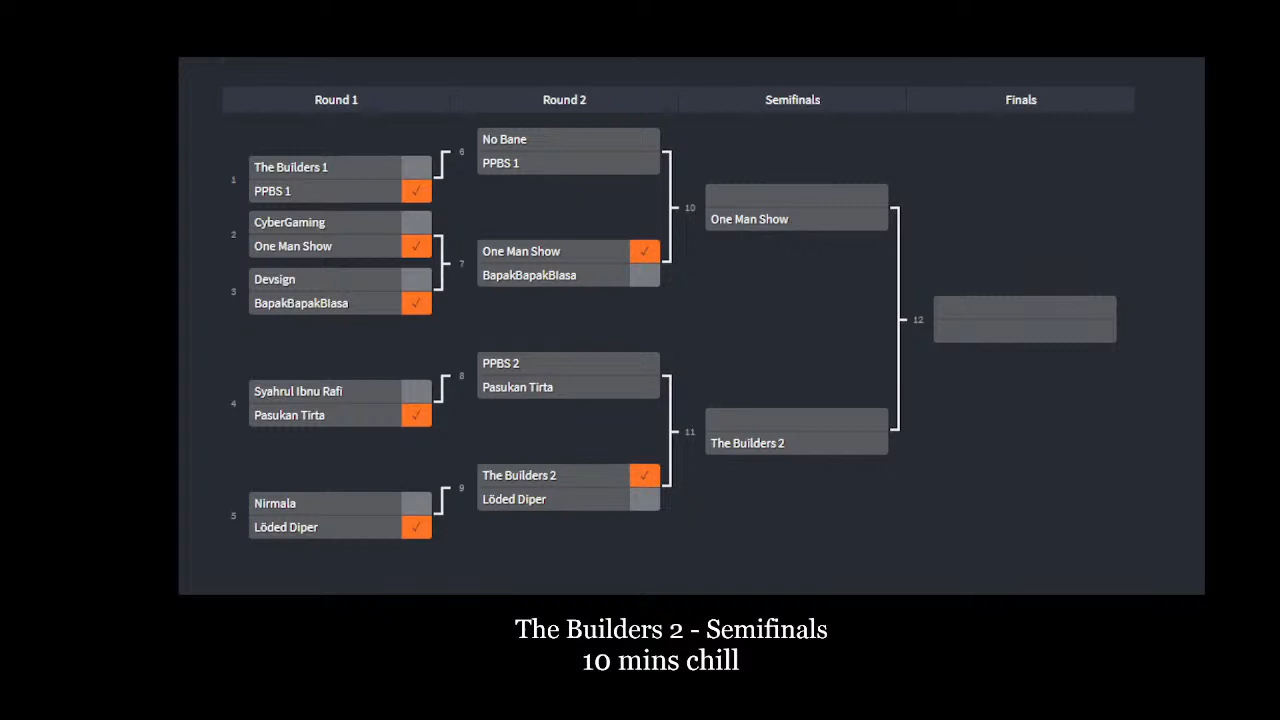 Round 1
Round 2
Semifinals
Finals
1
The Builders 1
PPBS 1 ✓
2
CyberGaming
One Man Show ✓
3
Devsign
BapakBapakBIasa ✓
4
Syahrul Ibnu Rafi
Pasukan Tirta ✓
5
Nirmala
Löded Diper ✓
6
No Bane
PPBS 1
7
One Man Show ✓
BapakBapakBIasa
8
PPBS 2
Pasukan Tirta
9
The Builders 2 ✓
Löded Diper
10
One Man Show
11
The Builders 2
12
The Builders 2 - Semifinals
10 mins chill